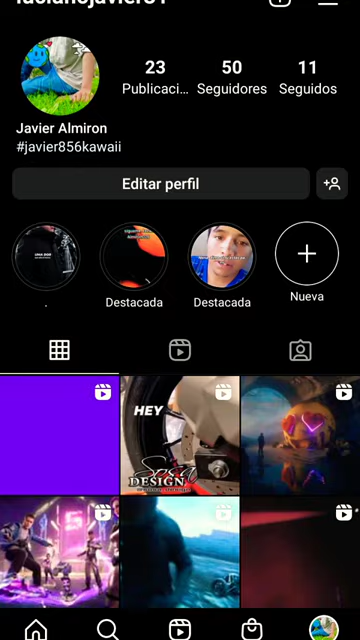 23
50
11
Publicaci...
Seguidores
Seguidos
Javier Almiron
#javier856kawaii
Editar perfil
.
Destacada
Destacada
Nueva
HEY
DESIGN